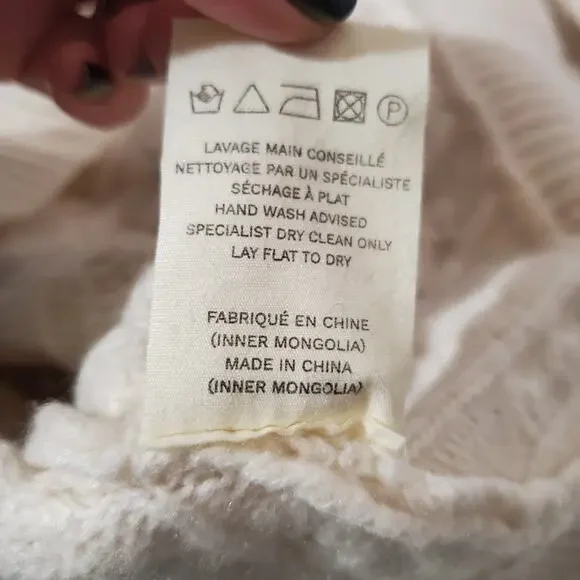 P
LAVAGE MAIN CONSEILLÉ
NETTOYAGE PAR UN SPÉCIALISTE
SÉCHAGE À PLAT
HAND WASH ADVISED
SPECIALIST DRY CLEAN ONLY
LAY FLAT TO DRY
FABRIQUÉ EN CHINE
(INNER MONGOLIA)
MADE IN CHINA
(INNER MONGOLIA)